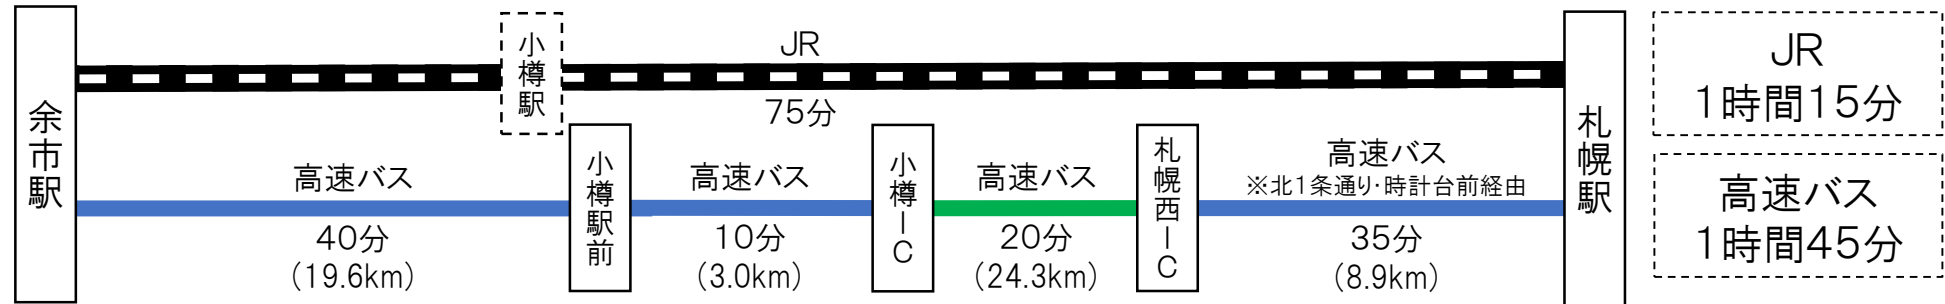 余市駅
小樽駅
JR
75分
高速バス
40分
(19.6km)
小樽駅前
高速バス
10分
(3.0km)
小樽IC
高速バス
20分
(24.3km)
札幌西IC
高速バス
※北1条通り・時計台前経由
35分
(8.9km)
札幌駅
JR
1時間15分
高速バス
1時間45分